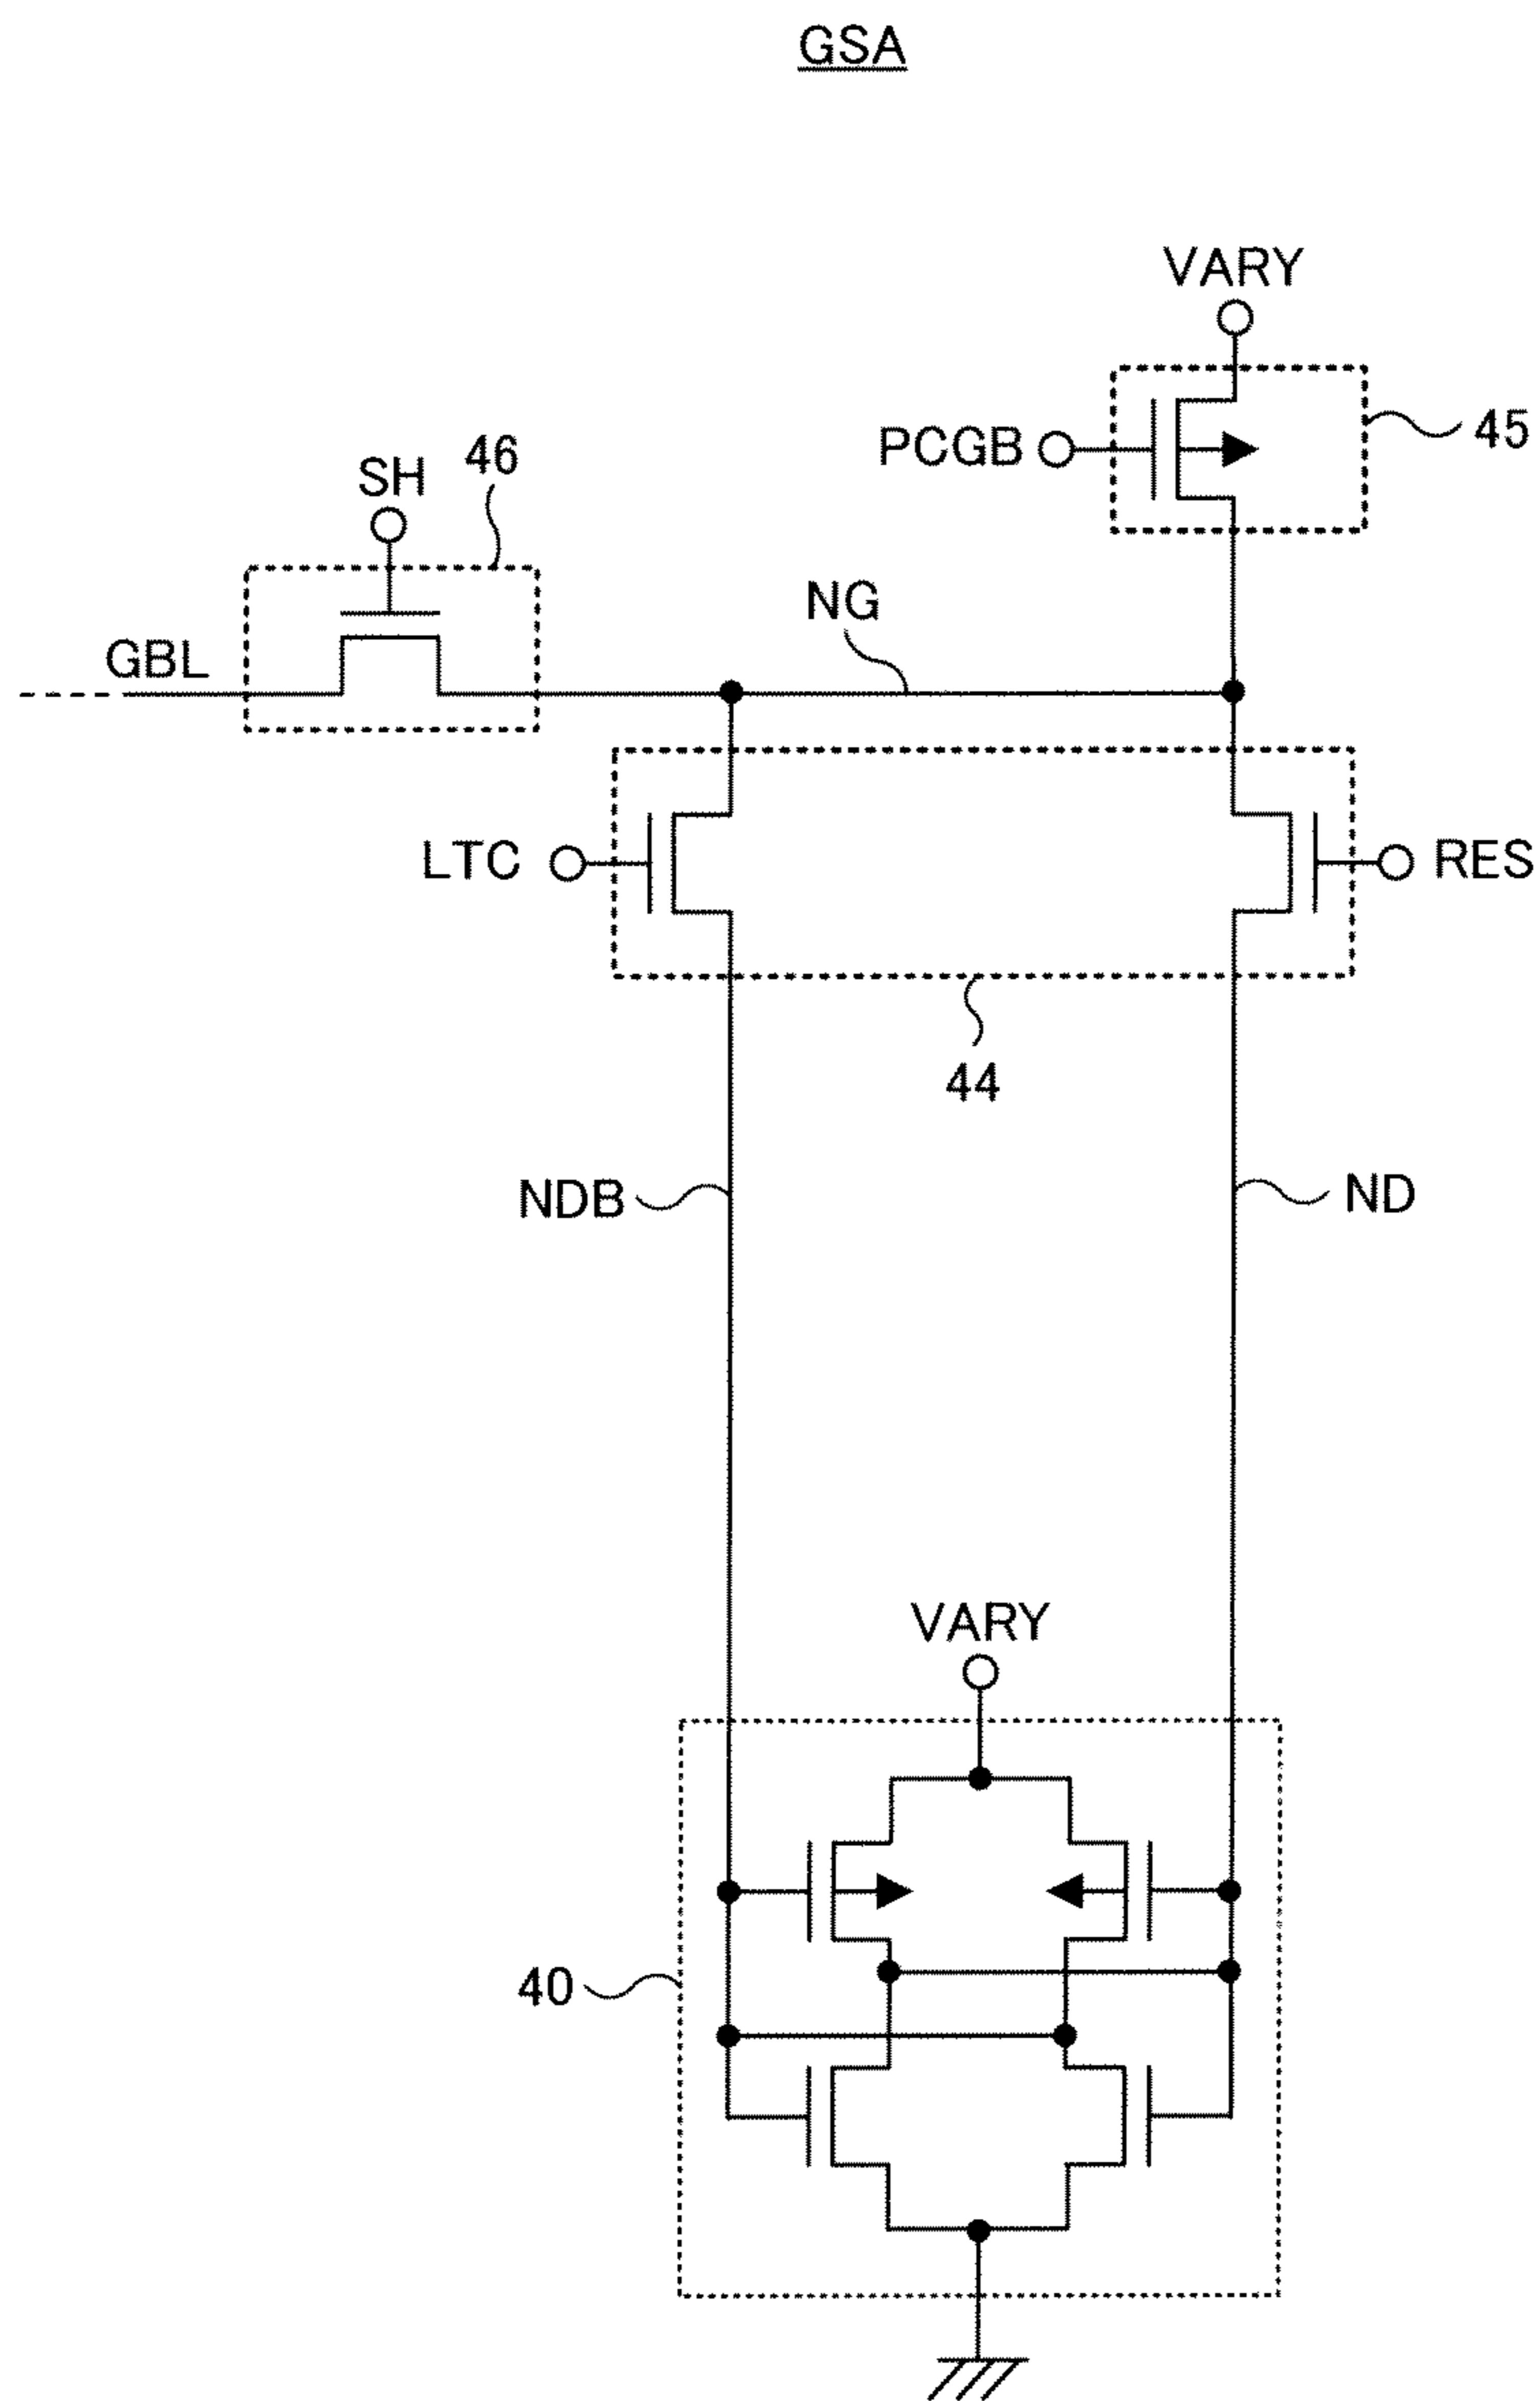 GSA
VARY
PCGB
45
46
SH
NG
GBL
LTC
RES
44
NDB
ND
VARY
40